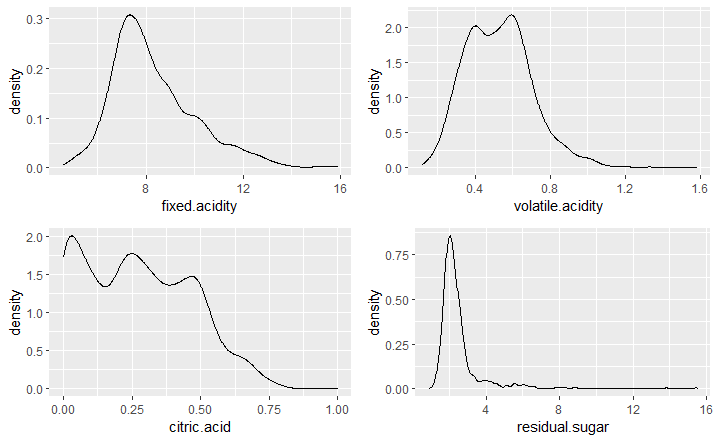 0.3
0.2
0.1
0.0
density
8 12 16
fixed.acidity
2.0
1.5
1.0
0.5
0.0
density
0.4 0.8 1.2 1.6
volatile.acidity
2.0
1.5
1.0
0.5
0.0
density
0.00 0.25 0.50 0.75 1.00
citric.acid
0.75
0.50
0.25
0.00
density
4 8 12 16
residual.sugar